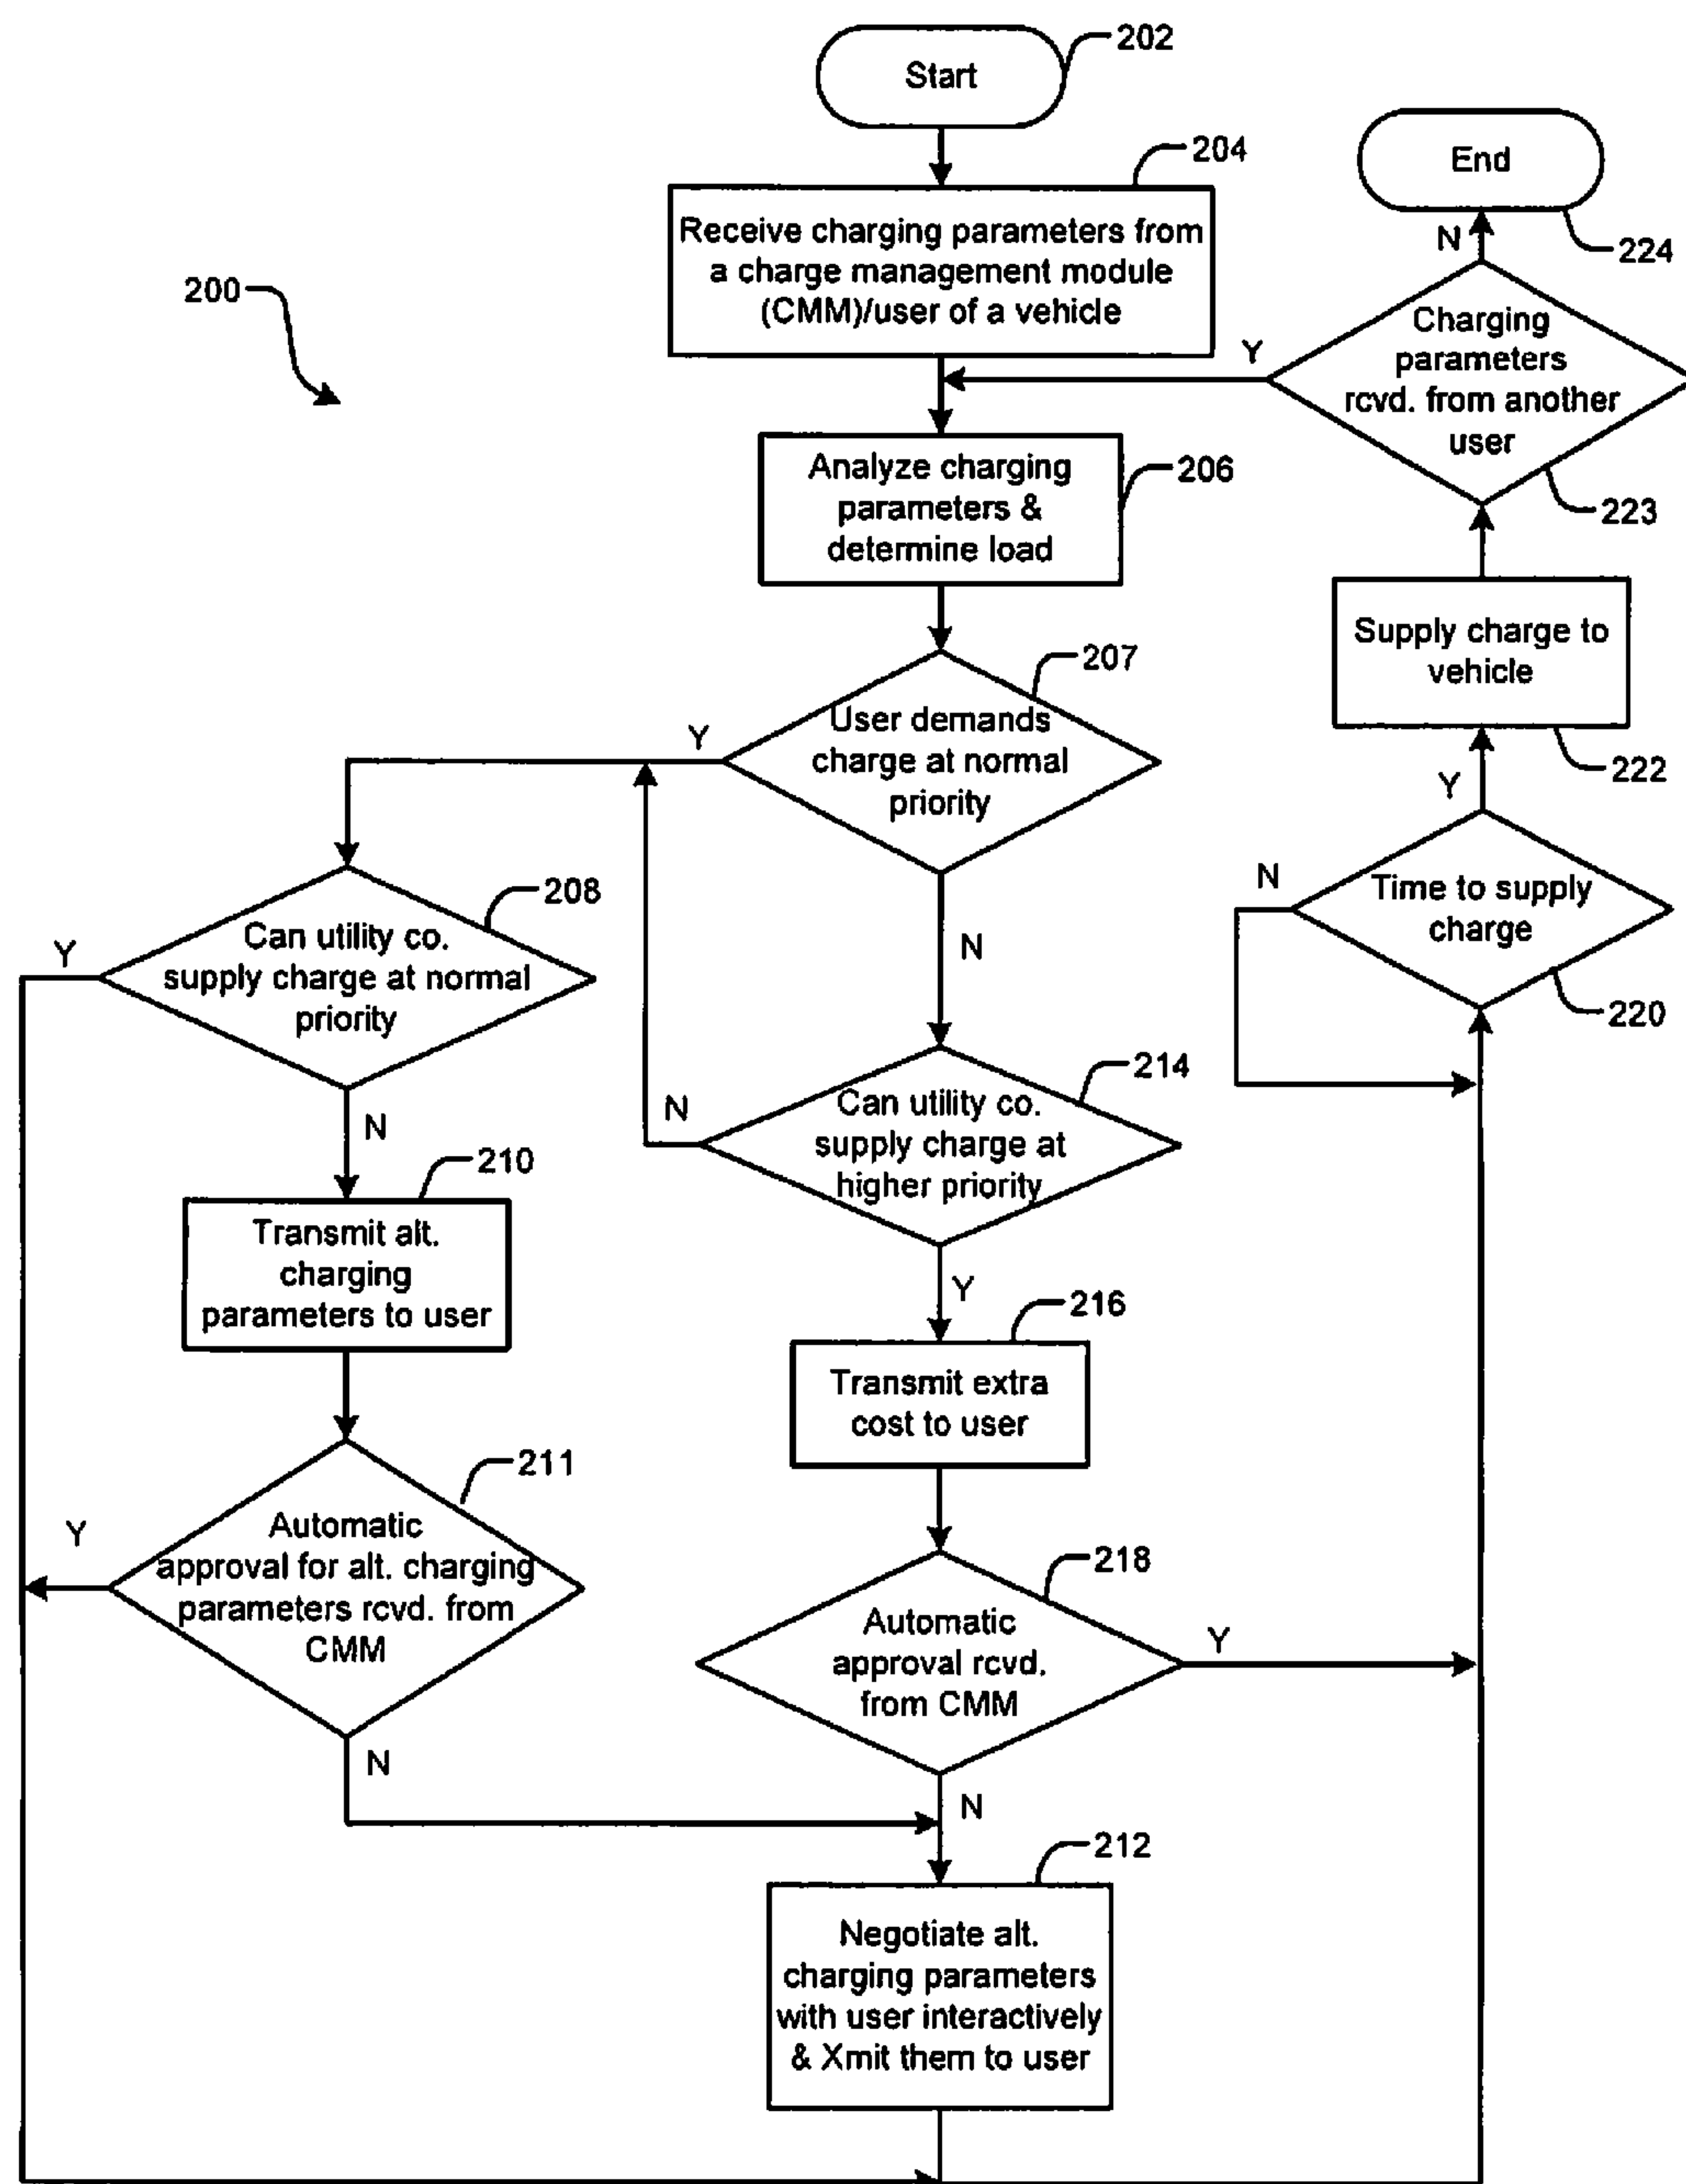 Start
202
204
Receive charging parameters from
a charge management module
(CMM)/user of a vehicle
200
End
224
N
Charging
parameters
rcvd. from another
user
Y
223
Analyze charging
parameters &
determine load
206
207
User demands
charge at normal
priority
Y
N
Supply charge to
vehicle
222
Y
Time to supply
charge
N
220
208
Can utility co.
supply charge at normal
priority
Y
N
214
Can utility co.
supply charge at
higher priority
N
Y
210
Transmit alt.
charging
parameters to user
216
Transmit extra
cost to user
211
Automatic
approval for alt. charging
parameters rcvd. from
CMM
Y
N
218
Automatic
approval rcvd.
from CMM
Y
N
212
Negotiate alt.
charging parameters
with user interactively
& Xmit them to user